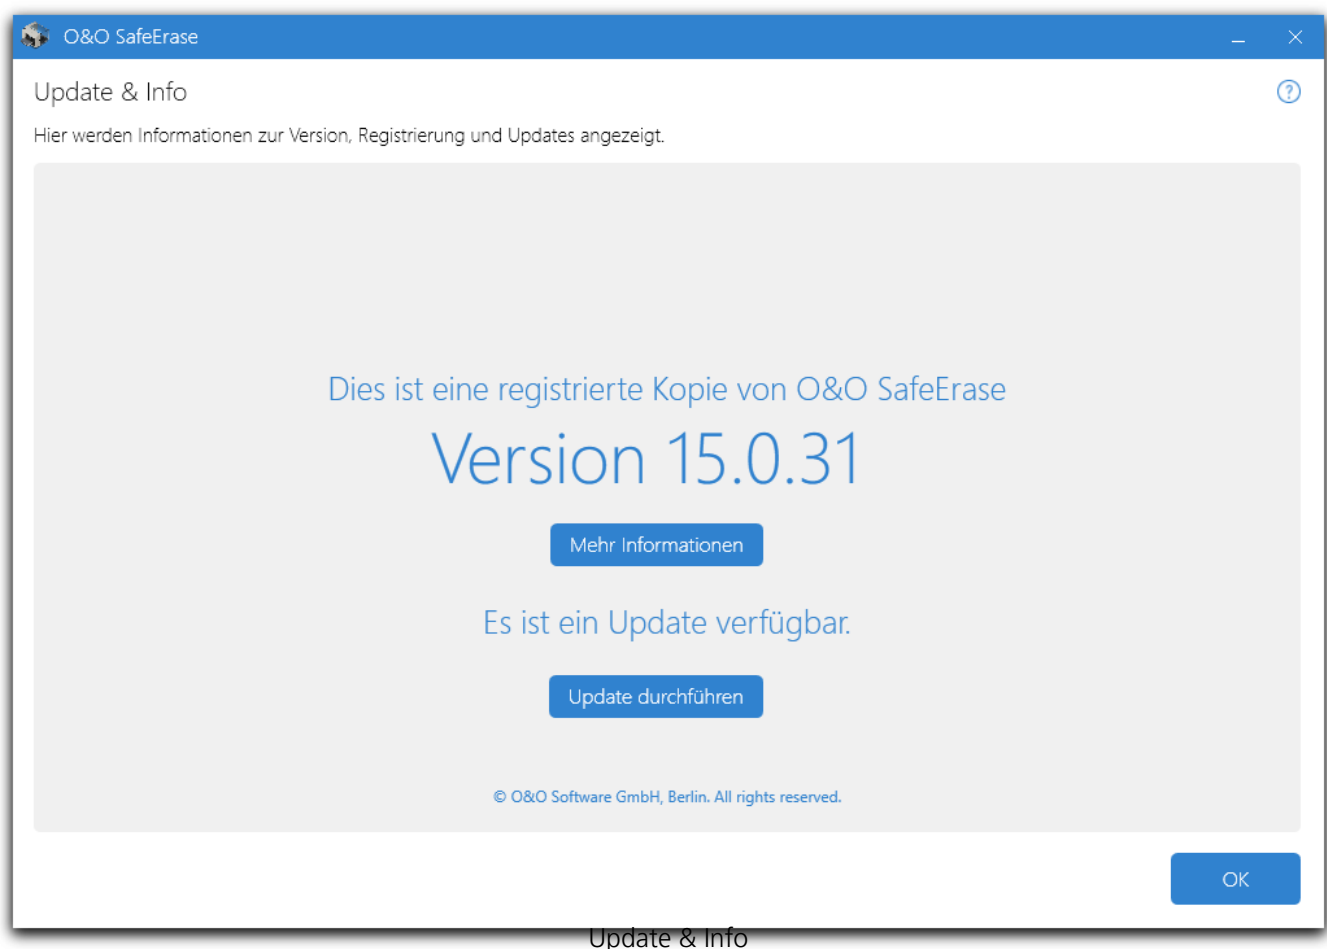 O&O SafeErase
Update & Info
Hier werden Informationen zur Version, Registrierung und Updates angezeigt.
Dies ist eine registrierte Kopie von O&O SafeErase
Version 15.0.31
Mehr Informationen
Es ist ein Update verfügbar.
Update durchführen
© O&O Software GmbH, Berlin. All rights reserved.
OK
Update & Info